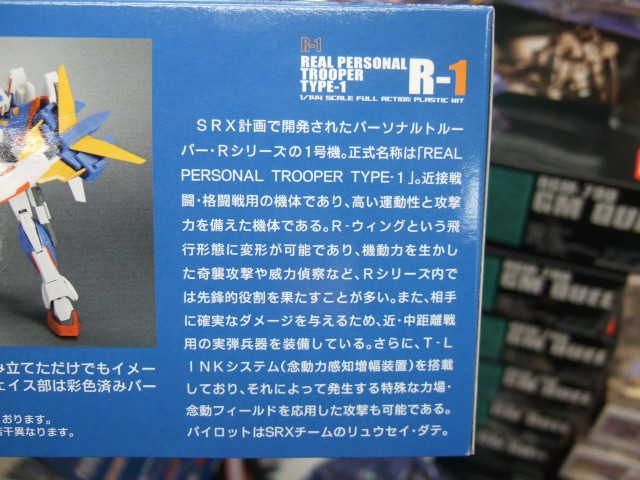 R-1
REAL PERSONAL
TROOPER
TYPE-1
R-1
1/144 SCALE FULL ACTION PLASTIC KIT
SRX計画で開発されたパーソナルトルー
パー・Rシリーズの1号機。正式名称は「REAL
PERSONAL TROOPER TYPE-1」。近接戦
闘・格闘戦用の機体であり、高い運動性と攻撃
力を備えた機体である。R-ウィングという飛
行形態に変形が可能であり、機動力を生かし
た奇襲攻撃や威力偵察など、Rシリーズ内で
は先鋒的役割を果たすことが多い。また、相手
に確実なダメージを与えるため、近・中距離戦
用の実弾兵器を装備している。さらに、T-L
INKシステム(念動力感知増幅装置)を搭載
しており、それによって発生する特殊な力場・
念動フィールドを応用した攻撃も可能である。
パイロットはSRXチームのリュウセイ・ダテ。
み立てただけでもイメー
ェイス部は彩色済みパー
おります。
若干異なります。
GM QUEL
GM QUEL
GM QUEL